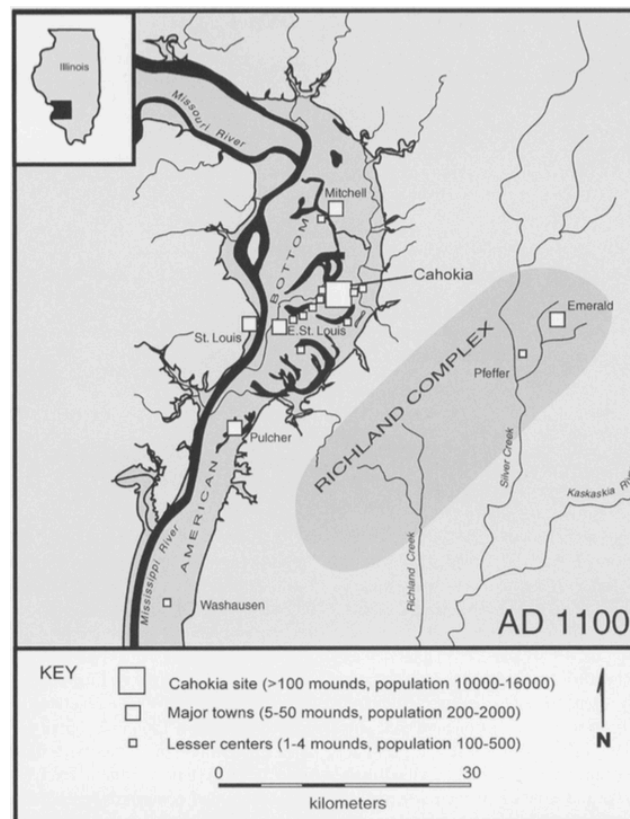 Illinois
Missouri River
Mitchell
BOTTOM
Cahokia
St. Louis
E.St. Louis
Emerald
Pfeffer
RICHLAND COMPLEX
Pulcher
AMERICAN
Silver Creek
Kaskaskia
Mississippi River
Richland Creek
Washausen
AD 1100
KEY
Cahokia site (>100 mounds, population 10000-16000)
Major towns (5-50 mounds, population 200-2000)
Lesser centers (1-4 mounds, population 100-500)
N
0 30
kilometers